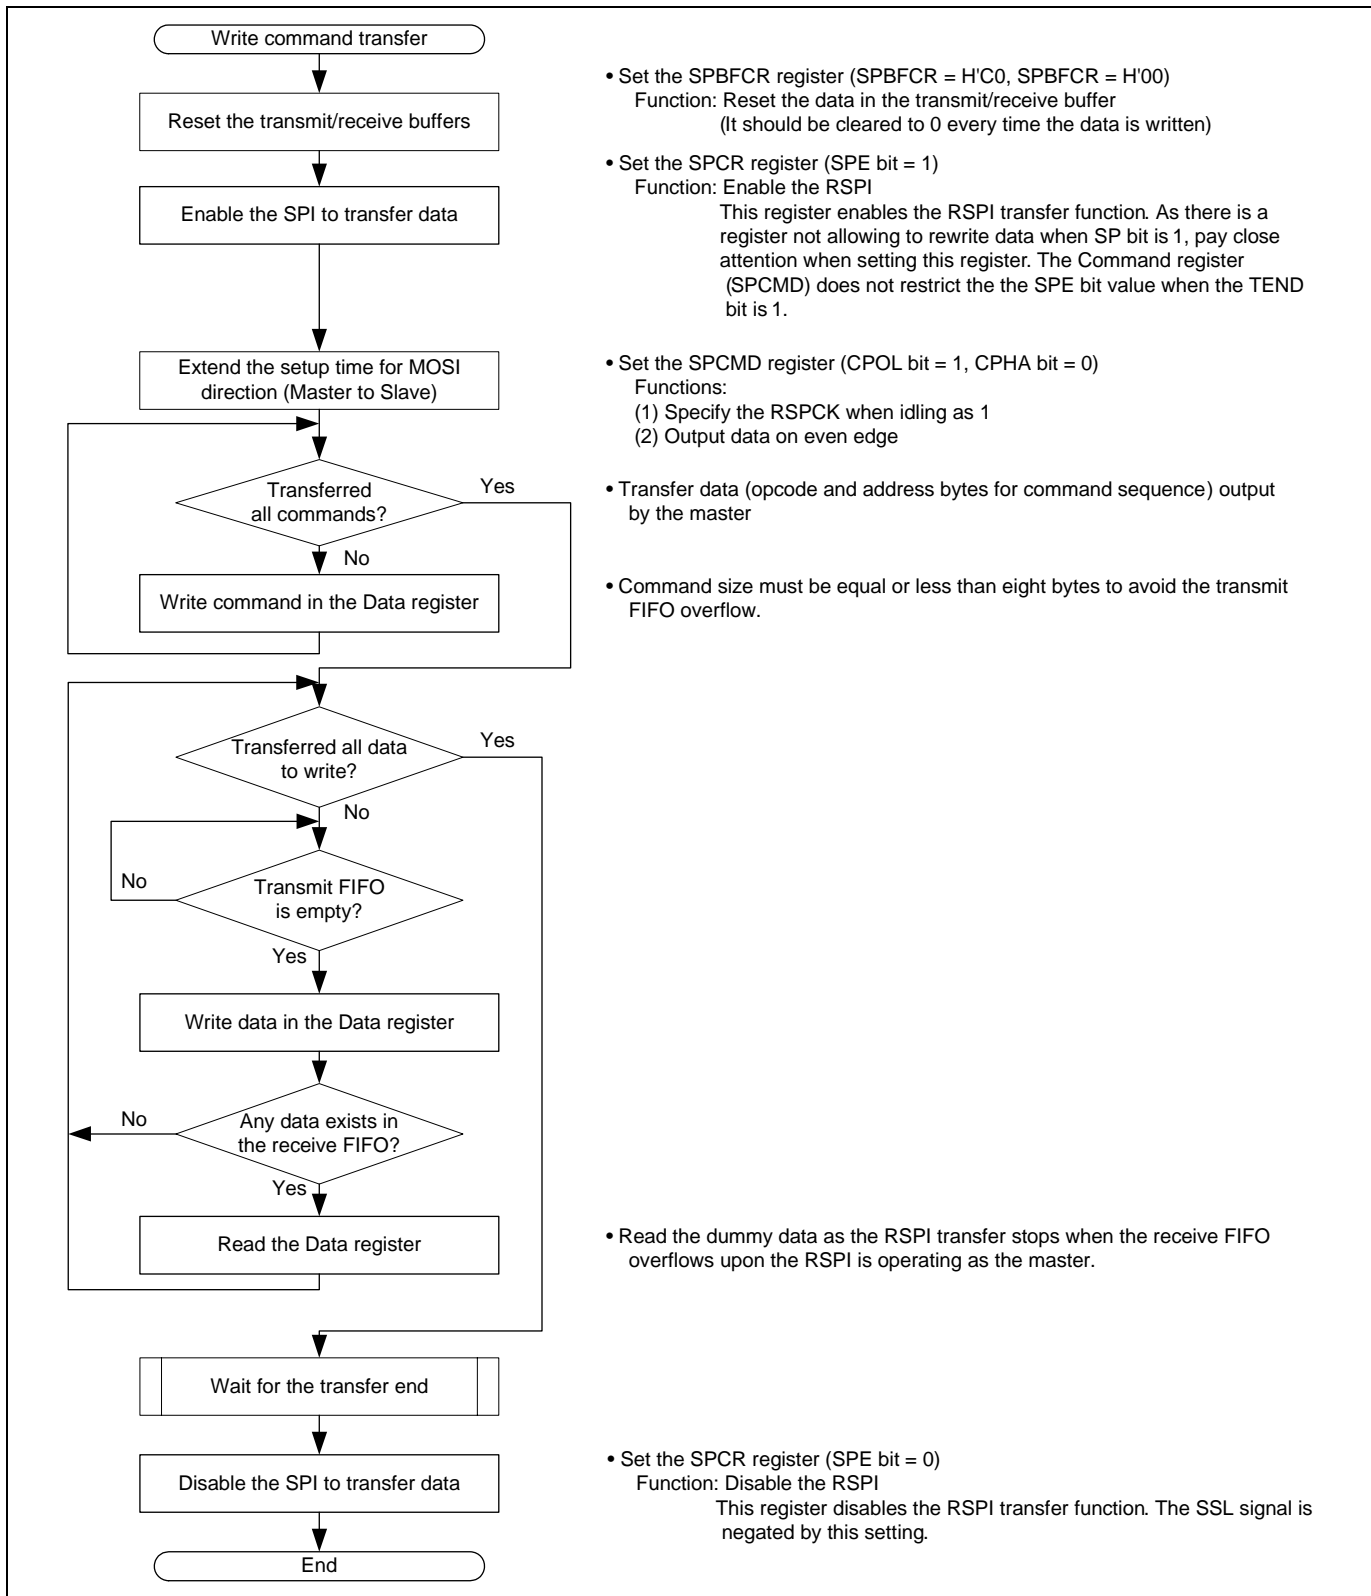 Write command transfer
• Set the SPBFCR register (SPBFCR = H'C0, SPBFCR = H'00)
Function: Reset the data in the transmit/receive buffer
(It should be cleared to 0 every time the data is written)
Reset the transmit/receive buffers
• Set the SPCR register (SPE bit = 1)
Function: Enable the RSPI
This register enables the RSPI transfer function. As there is a
register not allowing to rewrite data when SP bit is 1, pay close
attention when setting this register. The Command register
(SPCMD) does not restrict the the SPE bit value when the TEND
bit is 1.
Enable the SPI to transfer data
Extend the setup time for MOSI
direction (Master to Slave)
• Set the SPCMD register (CPOL bit = 1, CPHA bit = 0)
Functions:
(1) Specify the RSPCK when idling as 1
(2) Output data on even edge
Transferred
all commands?
Yes
No
• Transfer data (opcode and address bytes for command sequence) output
by the master
Write command in the Data register
• Command size must be equal or less than eight bytes to avoid the transmit
FIFO overflow.
Transferred all data
to write?
Yes
No
Transmit FIFO
is empty?
No
Yes
Write data in the Data register
Any data exists in
the receive FIFO?
No
Yes
Read the Data register
• Read the dummy data as the RSPI transfer stops when the receive FIFO
overflows upon the RSPI is operating as the master.
Wait for the transfer end
Disable the SPI to transfer data
• Set the SPCR register (SPE bit = 0)
Function: Disable the RSPI
This register disables the RSPI transfer function. The SSL signal is
negated by this setting.
End